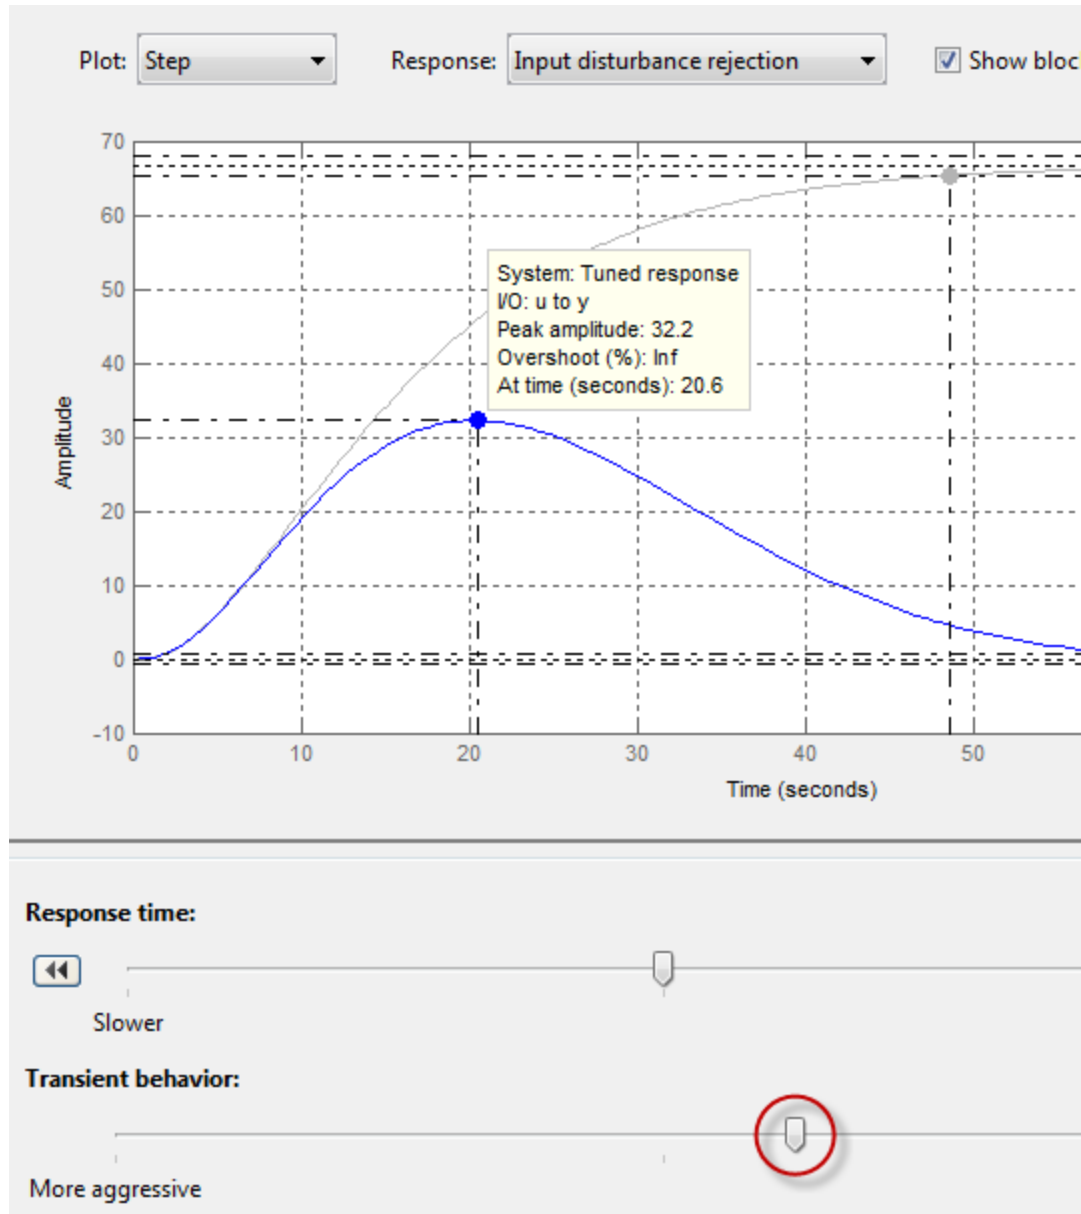 Plot: Step Response: Input disturbance rejection Show bloc
70
60
50
40
30
20
10
0
-10
Amplitude
System: Tuned response
I/O: u to y
Peak amplitude: 32.2
Overshoot (%): Inf
At time (seconds): 20.6
0 10 20 30 40 50
Time (seconds)
Response time:
Slower
Transient behavior:
More aggressive